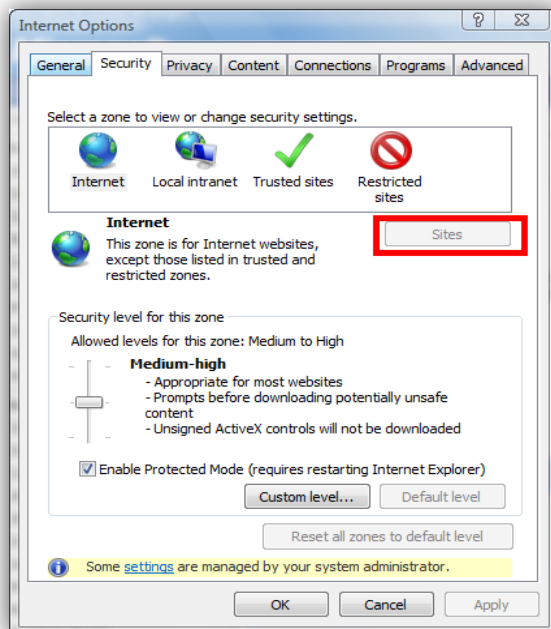 Internet Options
General Security Privacy Content Connections Programs Advanced
Select a zone to view or change security settings.
Internet Local intranet Trusted sites Restricted
sites
Internet
Sites
This zone is for Internet websites,
except those listed in trusted and
restricted zones.
Security level for this zone
Allowed levels for this zone: Medium to High
Medium-high
- Appropriate for most websites
- Prompts before downloading potentially unsafe
content
- Unsigned ActiveX controls will not be downloaded
Enable Protected Mode (requires restarting Internet Explorer)
Custom level... Default level
Reset all zones to default level
Some settings are managed by your system administrator.
OK Cancel Apply